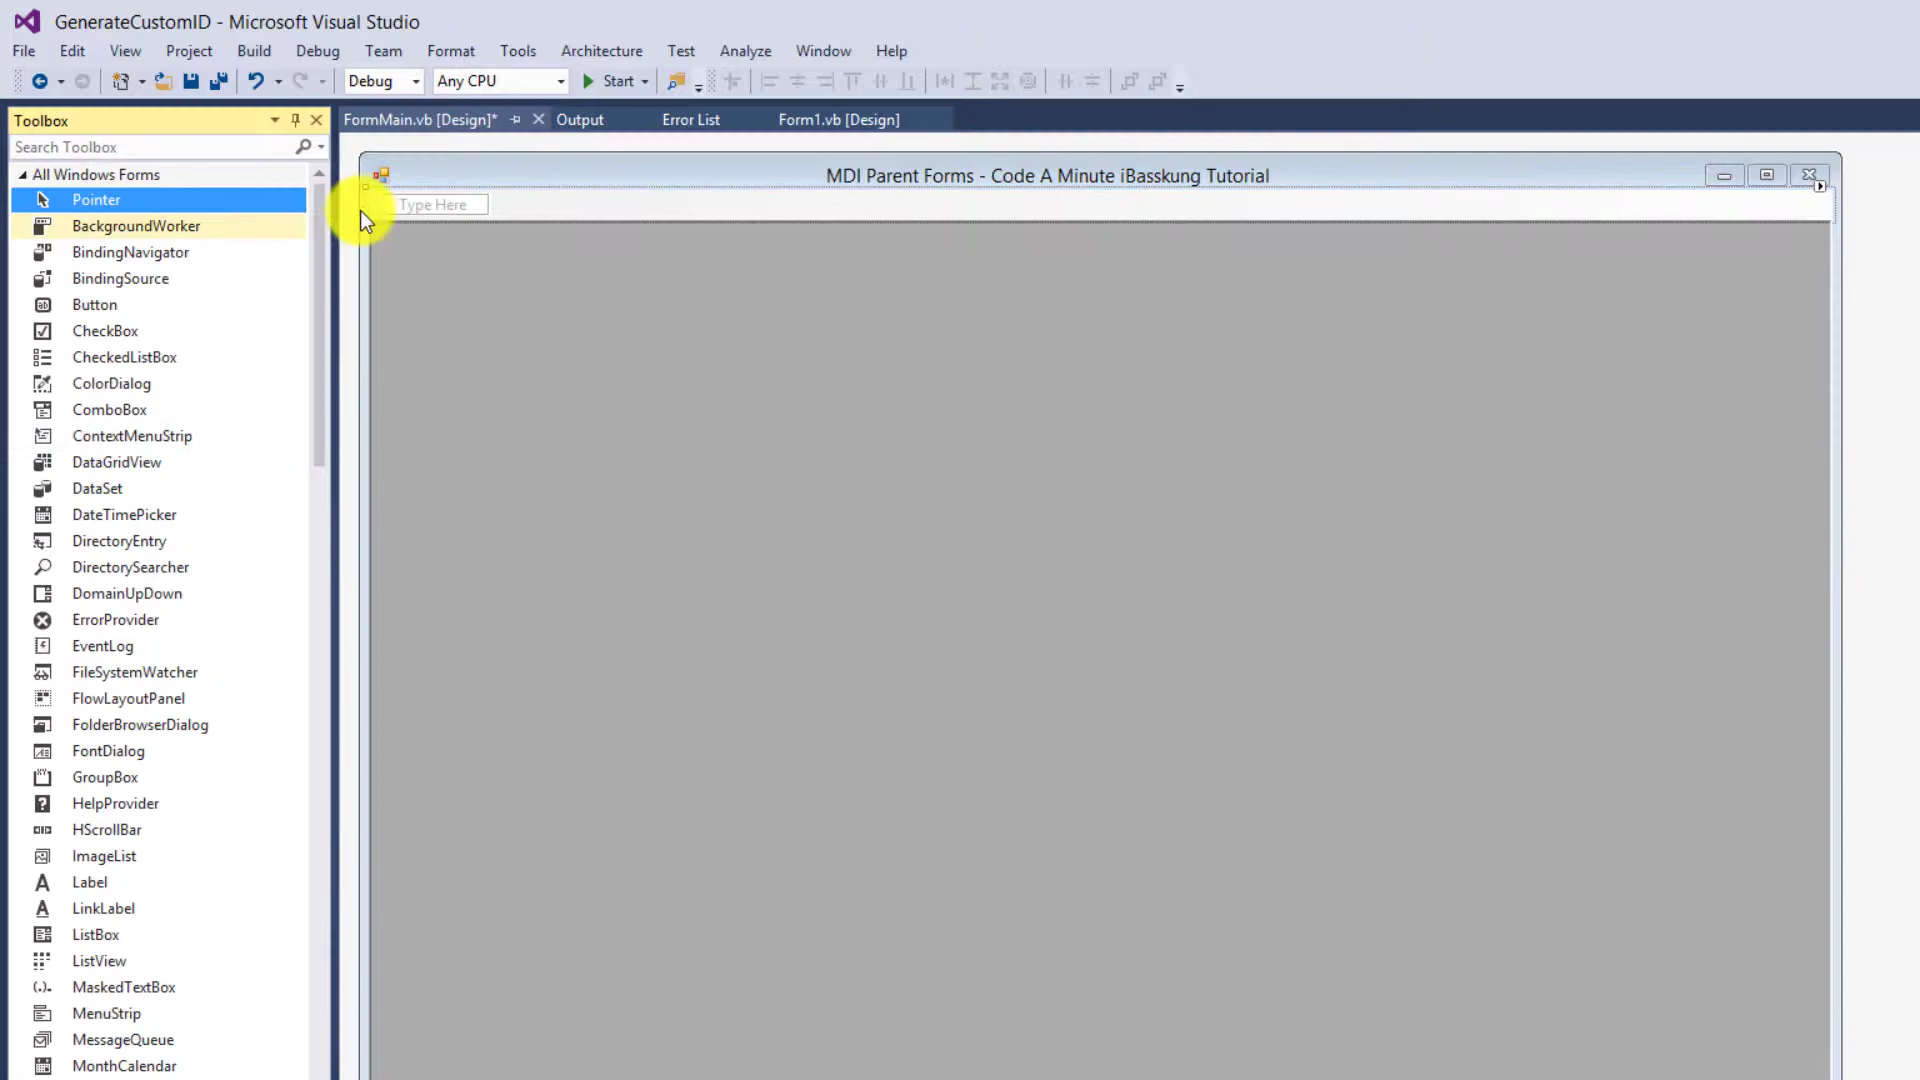 GenerateCustomID - Microsoft Visual Studio
File Edit View Project Build Debug Team Format Tools Architecture Test Analyze Window Help
Debug Any CPU Start
Toolbox
FormMain.vb [Design]* Output Error List Form1.vb [Design]
Search Toolbox
All Windows Forms
MDI Parent Forms - Code A Minute iBasskung Tutorial
Pointer
Type Here
BackgroundWorker
BindingNavigator
BindingSource
Button
CheckBox
CheckedListBox
ColorDialog
ComboBox
ContextMenuStrip
DataGridView
DataSet
DateTimePicker
DirectoryEntry
DirectorySearcher
DomainUpDown
ErrorProvider
EventLog
FileSystemWatcher
FlowLayoutPanel
FolderBrowserDialog
FontDialog
GroupBox
HelpProvider
HScrollBar
ImageList
Label
LinkLabel
ListBox
ListView
MaskedTextBox
MenuStrip
MessageQueue
MonthCalendar